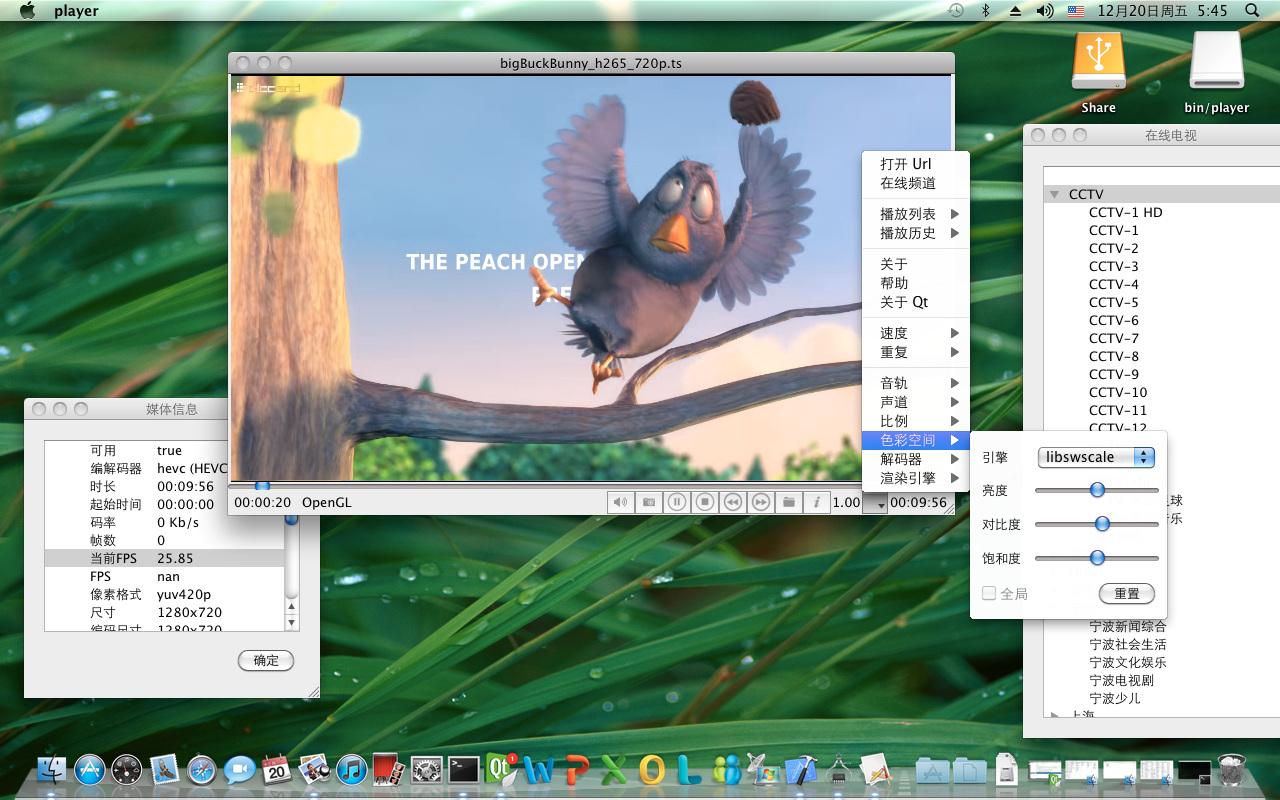 player
12月20日周五 5:45
bigBuckBunny_h265_720p.ts
Share
bin/player
THE PEACH OPEN
PRE
打开 Url
在线频道
播放列表
播放历史
关于
帮助
关于 Qt
速度
重复
音轨
声道
比例
色彩空间
解码器
渲染引擎
00:00:20 OpenGL
1.00
00:09:56
引擎 libswscale
亮度
对比度
饱和度
全局
重置
媒体信息
可用 true
编解码器 hevc (HEVC
时长 00:09:56
起始时间 00:00:00
码率 0 Kb/s
帧数 0
当前FPS 25.85
FPS nan
像素格式 yuv420p
尺寸 1280x720
编码尺寸 1280x720
确定
在线电视
CCTV
CCTV-1 HD
CCTV-1
CCTV-2
CCTV-3
CCTV-4
CCTV-5
CCTV-6
CCTV-7
CCTV-8
CCTV-9
CCTV-10
CCTV-11
CCTV-12
球
乐
宁波新闻综合
宁波社会生活
宁波文化娱乐
宁波电视剧
宁波少儿
上海
20
Qt
1